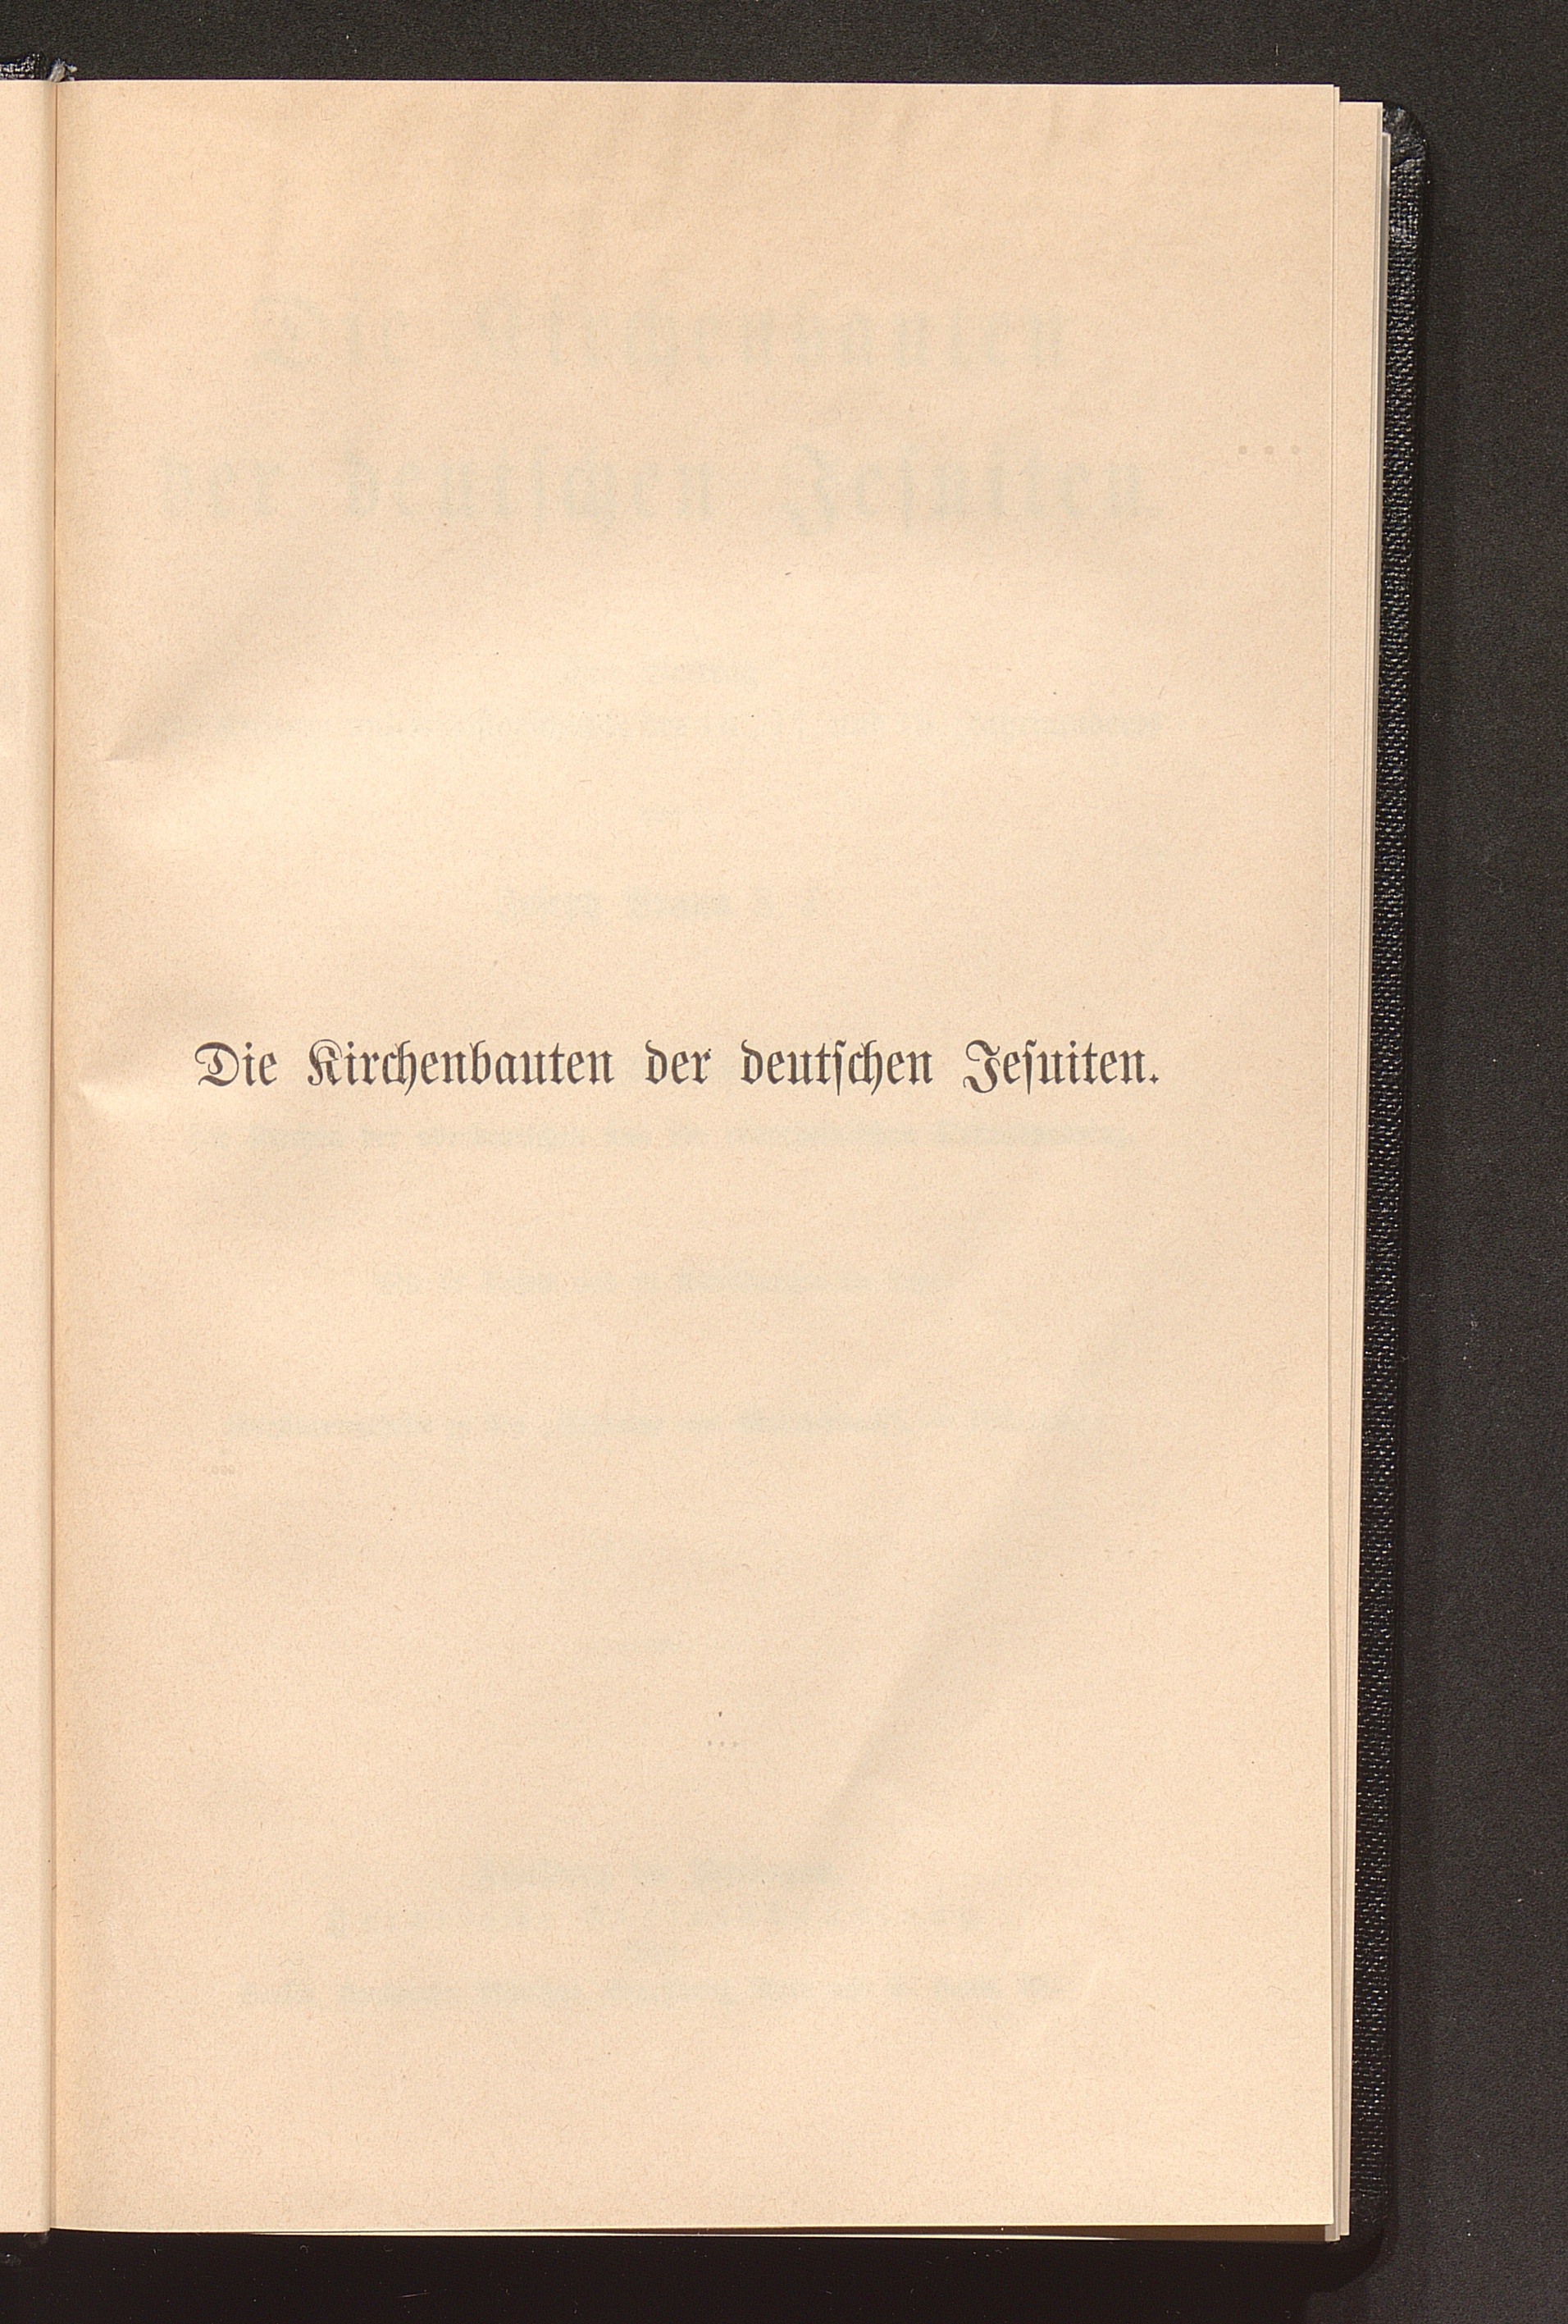 Die Kirchenbauten der deutschen Jesuiten.